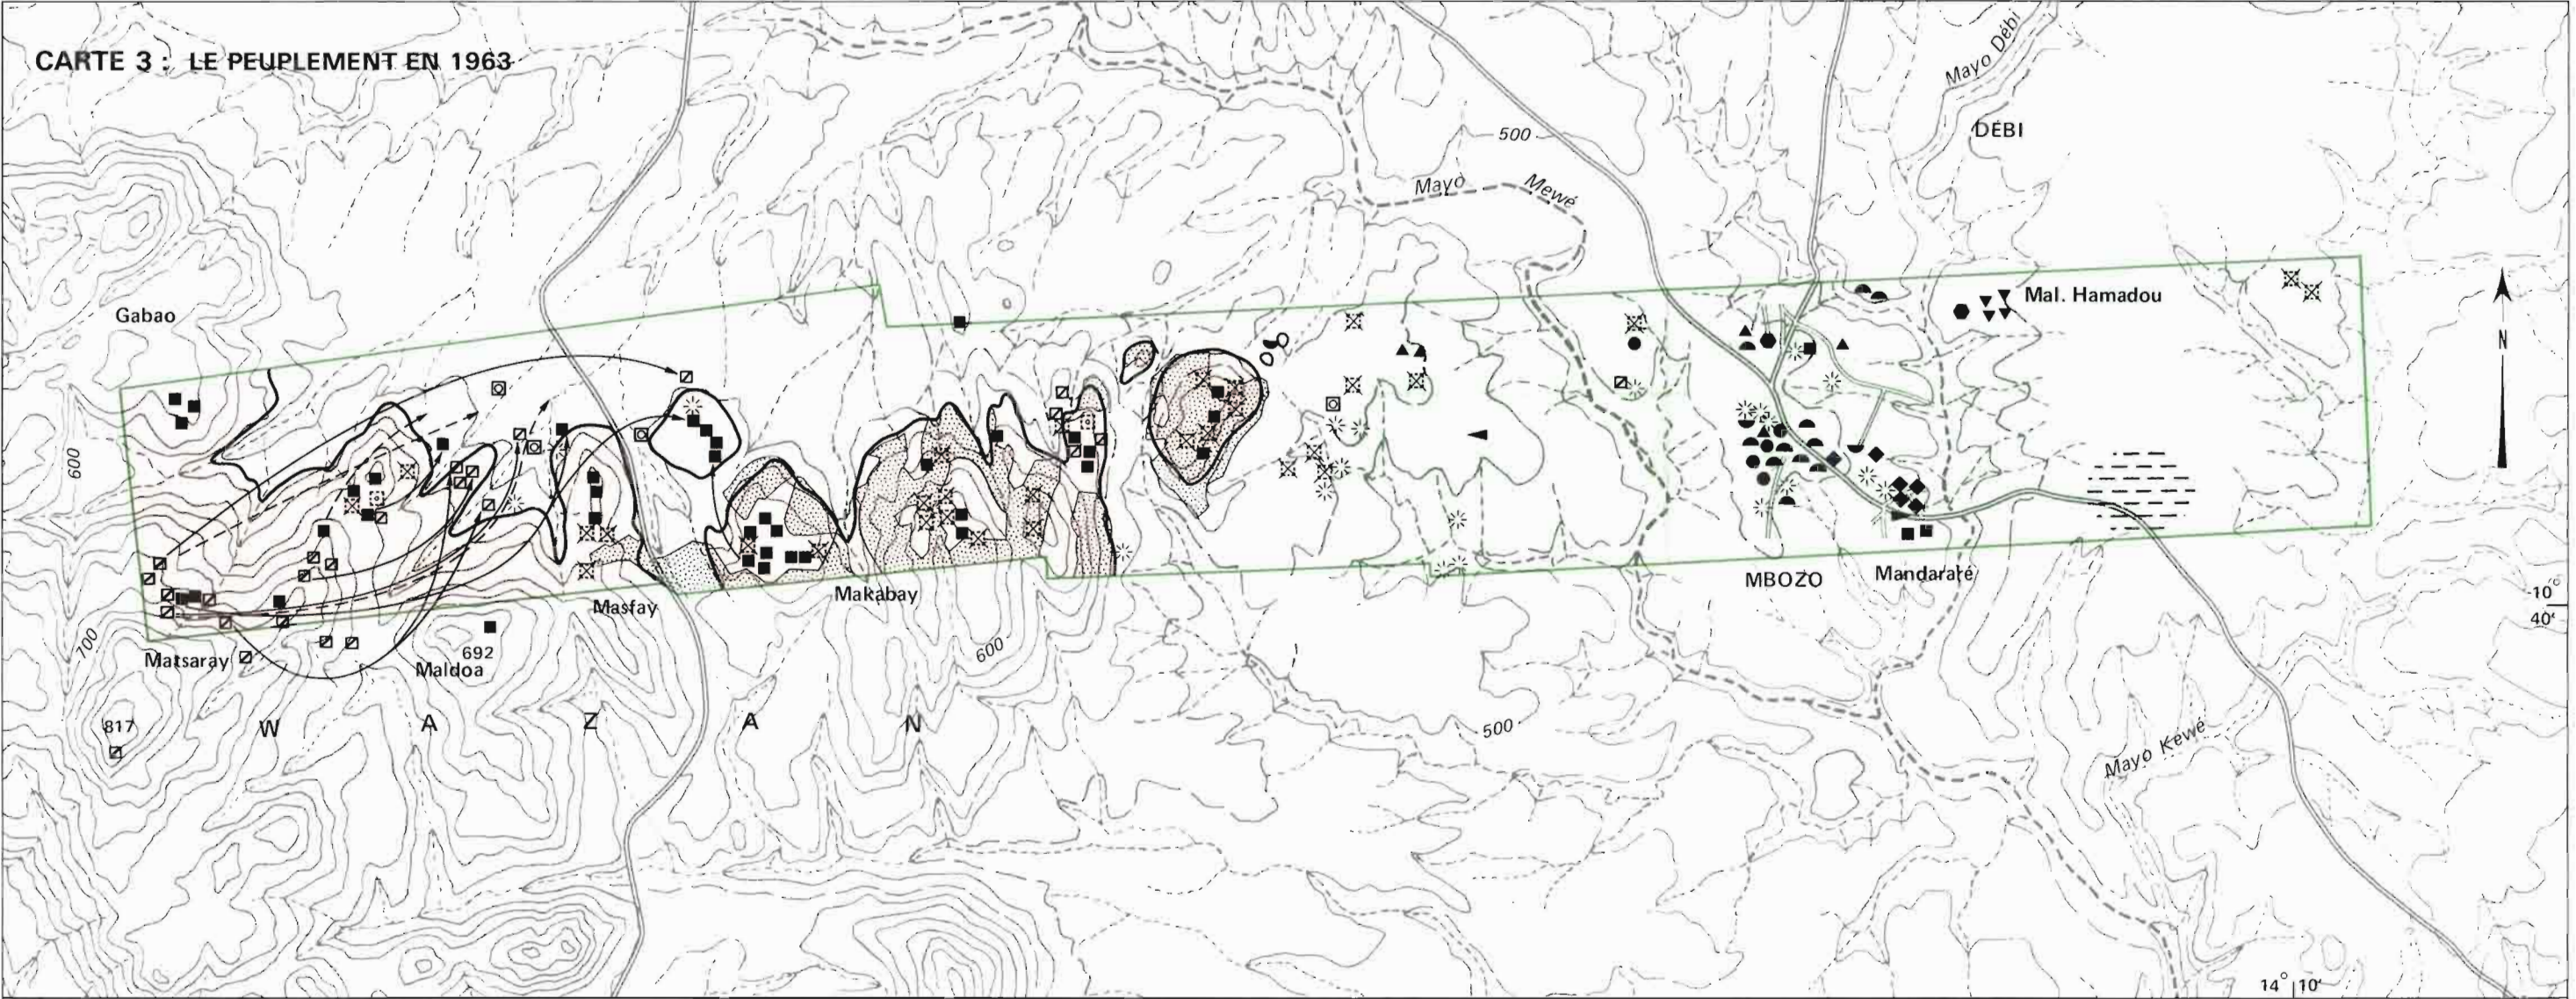 CARTE 3 : LE PEUPLEMENT EN 1963
Mayo Débi
DÉBI
500
Mayo Mewé
Gabao
Mal. Hamadou
N
600
MBOZO
Mandararé
10°
40'
Masfay
Makabay
700
Matsaray
692
Maldoa
600
817
W A Z A N
500
Mayo Kewé
14° 10'